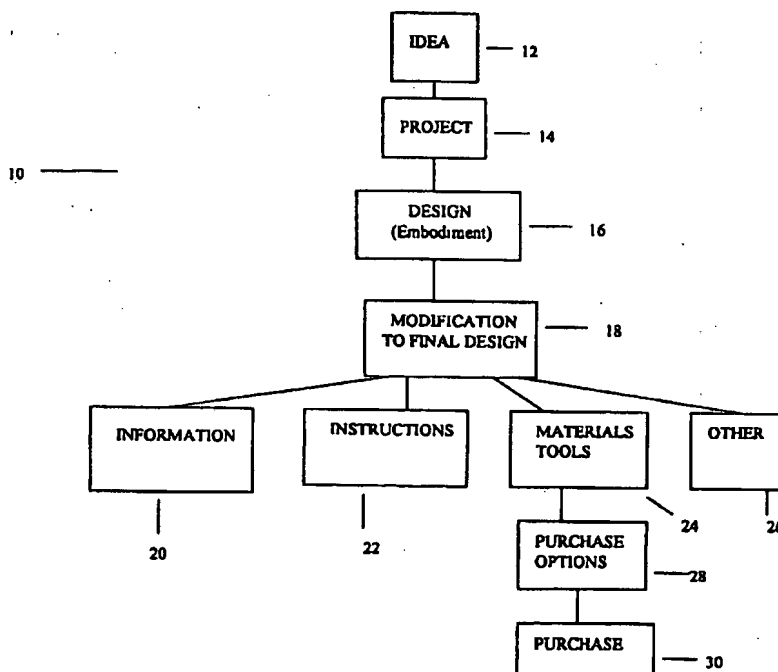 IDEA
12
PROJECT
14
10
DESIGN
(Embodiment)
16
MODIFICATION
TO FINAL DESIGN
18
INFORMATION
INSTRUCTIONS
MATERIALS
TOOLS
OTHER
20
22
24
26
PURCHASE
OPTIONS
28
PURCHASE
30